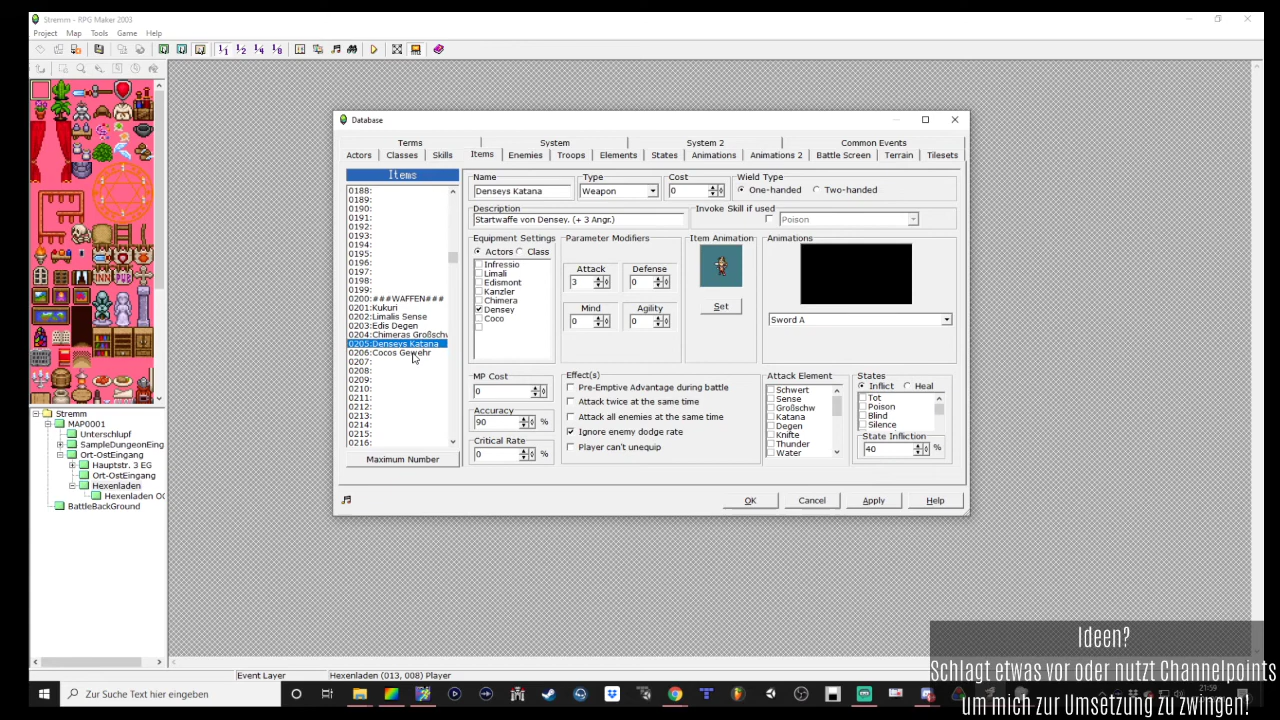 Stremm - RPG Maker 2003
Project Map Tools Game Help
Database
Terms System System 2 Common Events
Actors Classes Skills Items Enemies Troops Elements States Animations Animations 2 Battle Screen Terrain Tilesets
Items
0188:
0189:
0190:
0191:
0192:
0193:
0194:
0195:
0196:
0197:
0198:
0199:
0200:###WAFFEN###
0201:Kukuri
0202:Limalis Sense
0203:Edis Degen
0204:Chimeras Großschw
0205:Denseys Katana
0206:Cocos Gewehr
0207:
0208:
0209:
0210:
0211:
0212:
0213:
0214:
0215:
0216:
Maximum Number
Name Type Cost Wield Type
Denseys Katana Weapon 0 One-handed Two-handed
Description Invoke Skill if used
Startwaffe von Densey. (+ 3 Angr.) Poison
Equipment Settings Parameter Modifiers Item Animation Animations
Actors Class
Infressio
Limali
Edismont
Kanzler
Chimera
Densey
Coco
Attack Defense
3 0
Mind Agility
0 0
Set
Sword A
MP Cost
0
Accuracy
90 %
Critical Rate
0 %
Effect(s)
Pre-Emptive Advantage during battle
Attack twice at the same time
Attack all enemies at the same time
Ignore enemy dodge rate
Player can't unequip
Attack Element
Schwert
Sense
Großschw
Katana
Degen
Knifte
Thunder
Water
States
Inflict Heal
Tot
Poison
Blind
Silence
State Infliction
40 %
OK Cancel Apply Help
Stremm
MAP0001
Unterschlupf
SampleDungeonEing
Ort-OstEingang
Hauptstr. 3 EG
Ort-OstEingang
Hexenladen
Hexenladen OG
BattleBackGround
Event Layer Hexenladen (013, 008) Player
Ideen?
Schlagt etwas vor oder nutzt Channelpoints
um mich zur Umsetzung zu zwingen!
Zur Suche Text hier eingeben
21:59